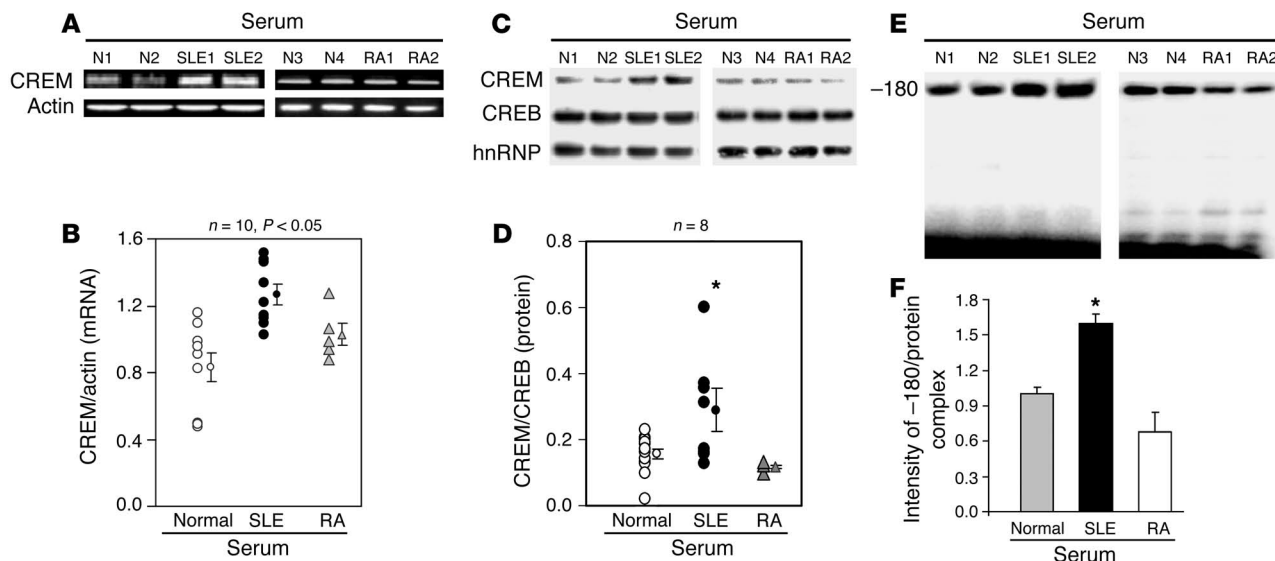 A
Serum
N1 N2 SLE1 SLE2 N3 N4 RA1 RA2
CREM
Actin
B
n = 10, P < 0.05
CREM/actin (mRNA)
1.6
1.2
0.8
0.4
0.0
Normal SLE RA
Serum
C
Serum
N1 N2 SLE1 SLE2 N3 N4 RA1 RA2
CREM
CREB
hnRNP
D
n = 8
CREM/CREB (protein)
0.8
0.6
0.4
0.2
0.0
*
Normal SLE RA
Serum
E
Serum
N1 N2 SLE1 SLE2 N3 N4 RA1 RA2
–180
F
Intensity of –180/protein
complex
1.8
1.5
1.2
0.9
0.6
0.3
0
*
Normal SLE RA
Serum